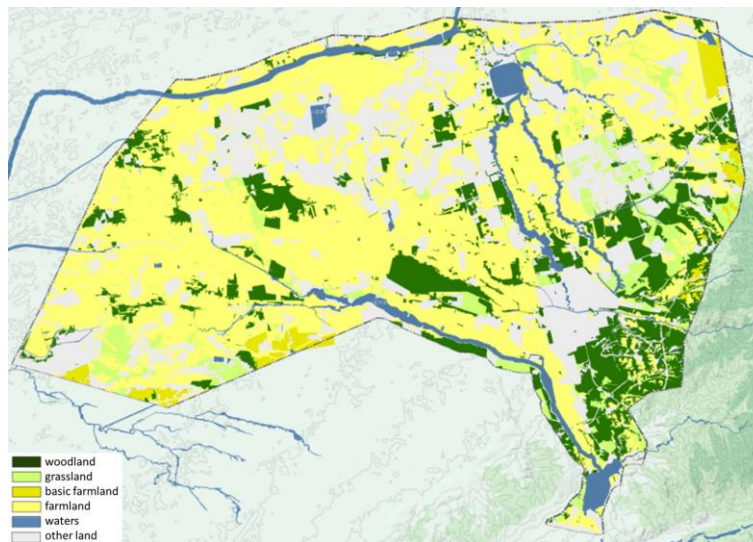 woodland
grassland
basic farmland
farmland
waters
other land